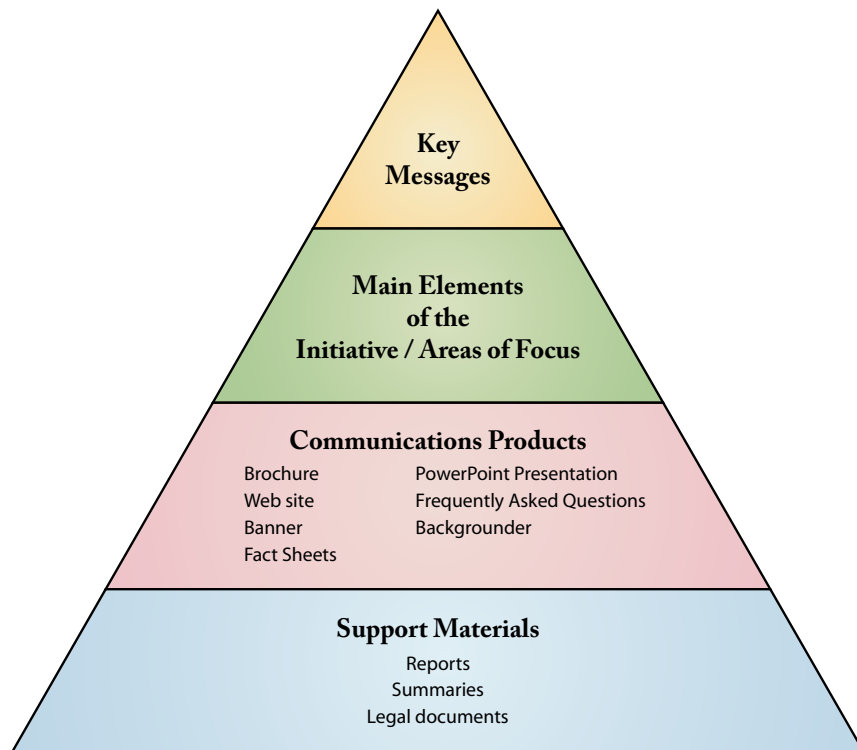 Key
Messages
Main Elements
of the
Initiative / Areas of Focus
Communications Products
Brochure
Web site
Banner
Fact Sheets
PowerPoint Presentation
Frequently Asked Questions
Backgrounder
Support Materials
Reports
Summaries
Legal documents